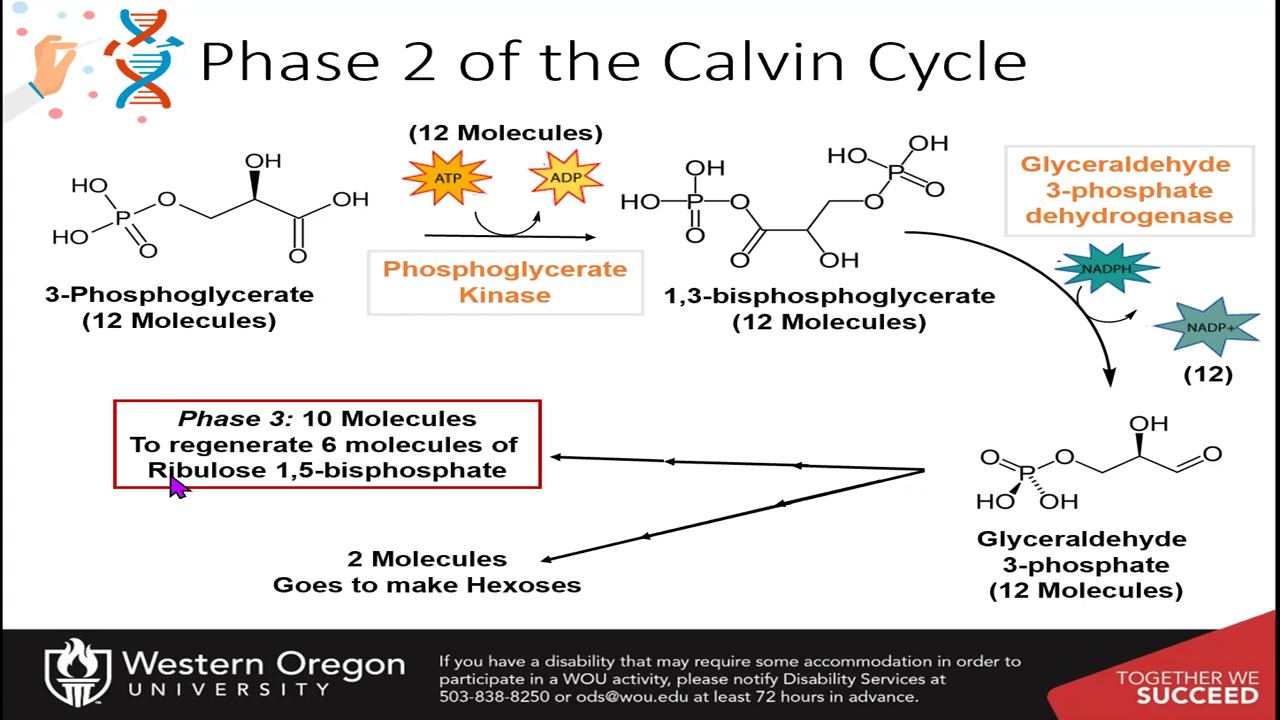 Phase 2 of the Calvin Cycle
(12 Molecules)
ATP
ADP
Phosphoglycerate
Kinase
HO
HO
P
O
O
OH
O
OH
3-Phosphoglycerate
(12 Molecules)
OH
HO
P
O
O
O
OH
O
HO
P
OH
O
1,3-bisphosphoglycerate
(12 Molecules)
Glyceraldehyde
3-phosphate
dehydrogenase
NADPH
NADP+
(12)
Phase 3: 10 Molecules
To regenerate 6 molecules of
Ribulose 1,5-bisphosphate
2 Molecules
Goes to make Hexoses
O
P
HO
OH
O
OH
O
Glyceraldehyde
3-phosphate
(12 Molecules)
Western Oregon
UNIVERSITY
If you have a disability that may require some accommodation in order to
participate in a WOU activity, please notify Disability Services at
503-838-8250 or ods@wou.edu at least 72 hours in advance.
TOGETHER WE
SUCCEED